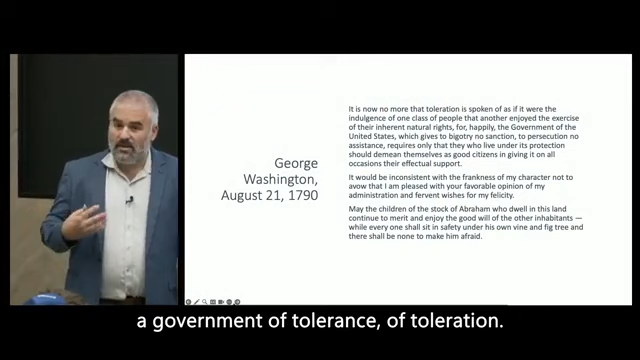 George
Washington,
August 21, 1790
It is now no more that toleration is spoken of as if it were the
indulgence of one class of people that another enjoyed the exercise
of their inherent natural rights, for, happily, the Government of the
United States, which gives to bigotry no sanction, to persecution no
assistance, requires only that they who live under its protection
should demean themselves as good citizens in giving it on all
occasions their effectual support.
It would be inconsistent with the frankness of my character not to
avow that I am pleased with your favorable opinion of my
administration and fervent wishes for my felicity.
May the children of the stock of Abraham who dwell in this land
continue to merit and enjoy the good will of the other inhabitants —
while every one shall sit in safety under his own vine and fig tree and
there shall be none to make him afraid.
a government of tolerance, of toleration.